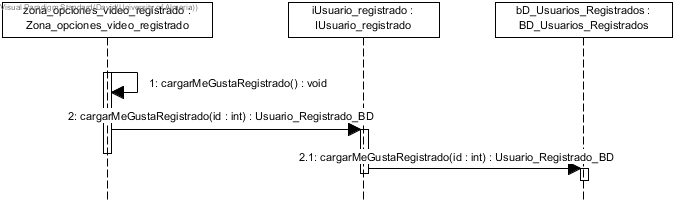 zona_opciones_video_registrado :
Zona_opciones_video_registrado
iUsuario_registrado :
IUsuario_registrado
bD_Usuarios_Registrados :
BD_Usuarios_Registrados
1: cargarMeGustaRegistrado() : void
2: cargarMeGustaRegistrado(id : int) : Usuario_Registrado_BD
2.1: cargarMeGustaRegistrado(id : int) : Usuario_Registrado_BD